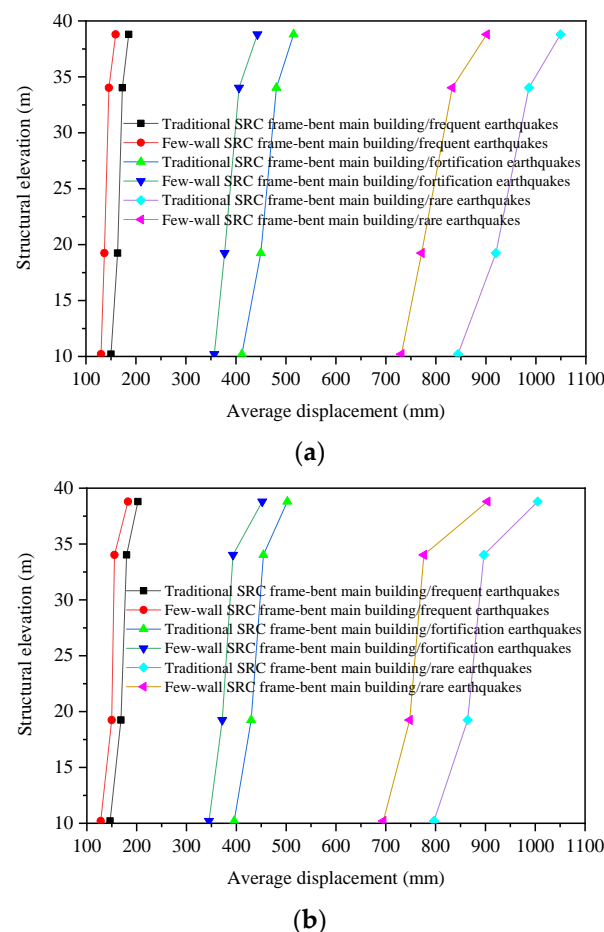 (a)
40
35
30
25
20
15
10
Structural elevation (m)
Traditional SRC frame-bent main building/frequent earthquakes
Few-wall SRC frame-bent main building/frequent earthquakes
Traditional SRC frame-bent main building/fortification earthquakes
Few-wall SRC frame-bent main building/fortification earthquakes
Traditional SRC frame-bent main building/rare earthquakes
Few-wall SRC frame-bent main building/rare earthquakes
100 200 300 400 500 600 700 800 900 1000 1100
Average displacement (mm)
40
35
30
25
20
15
10
Structural elevation (m)
Traditional SRC frame-bent main building/frequent earthquakes
Few-wall SRC frame-bent main building/frequent earthquakes
Traditional SRC frame-bent main building/fortification earthquakes
Few-wall SRC frame-bent main building/fortification earthquakes
Traditional SRC frame-bent main building/rare earthquakes
Few-wall SRC frame-bent main building/rare earthquakes
100 200 300 400 500 600 700 800 900 1000 1100
Average displacement (mm)
(b)